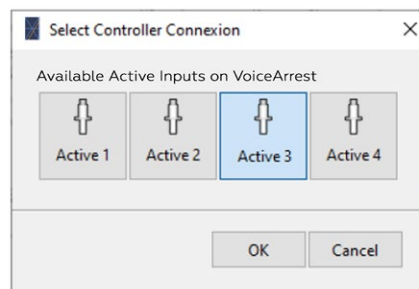 Select Controller Connexion
Available Active Inputs on VoiceArrest
Active 1 Active 2 Active 3 Active 4
OK Cancel